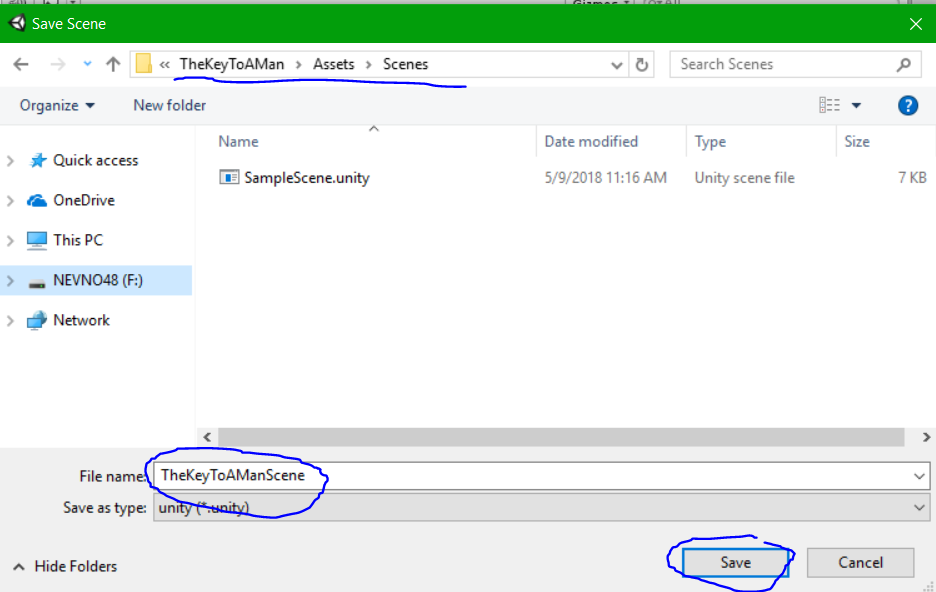 Gizmos
Save Scene
« TheKeyToAMan > Assets > Scenes
Search Scenes
Organize
New folder
Name
Date modified
Type
Size
Quick access
OneDrive
This PC
NEVNO48 (F:)
Network
SampleScene.unity
5/9/2018 11:16 AM
Unity scene file
7 KB
File name: TheKeyToAManScene
Save as type: unity (*.unity)
Hide Folders
Save
Cancel